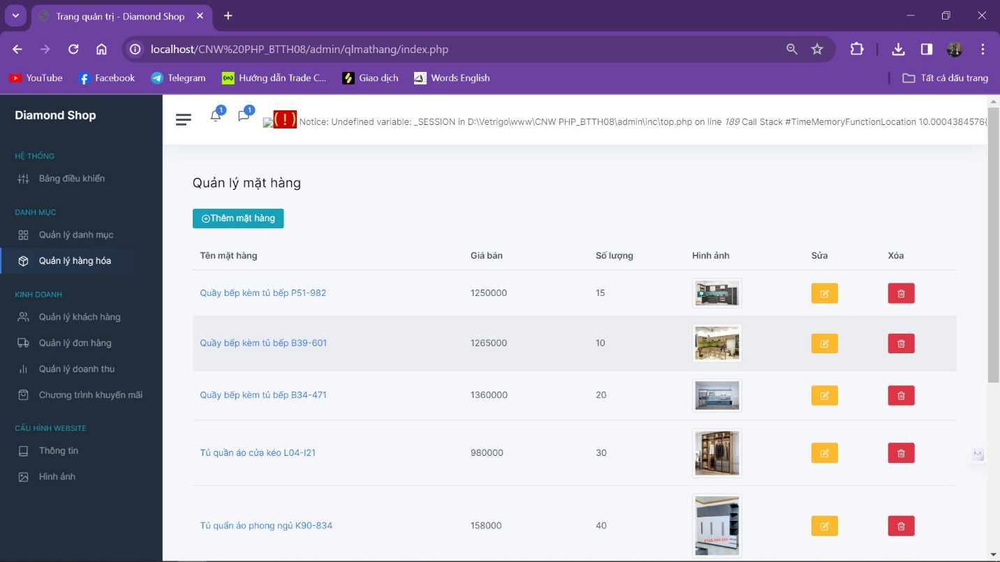 Trang quản trị - Diamond Shop
localhost/CNW%20PHP_BTTH08/admin/qlmathang/index.php
YouTube Facebook Telegram Hướng dẫn Trade C... Giao dịch Words English Tất cả dấu trang
Diamond Shop
1 1
( ! ) Notice: Undefined variable: _SESSION in D:\Vetrigo\www\CNW PHP_BTTH08\admin\inc\top.php on line 189 Call Stack #TimeMemoryFunctionLocation 10.0004384576{
HỆ THỐNG
Bảng điều khiển
DANH MỤC
Quản lý danh mục
Quản lý hàng hóa
KINH DOANH
Quản lý khách hàng
Quản lý đơn hàng
Quản lý doanh thu
Chương trình khuyến mãi
CẤU HÌNH WEBSITE
Thông tin
Hình ảnh
Quản lý mặt hàng
Thêm mặt hàng
Tên mặt hàng Giá bán Số lượng Hình ảnh Sửa Xóa
Quầy bếp kèm tủ bếp P51-982 1250000 15
Quầy bếp kèm tủ bếp B39-601 1265000 10
Quầy bếp kèm tủ bếp B34-471 1360000 20
Tủ quần áo cửa kéo L04-I21 980000 30
Tủ quẩn áo phong ngủ K90-834 158000 40